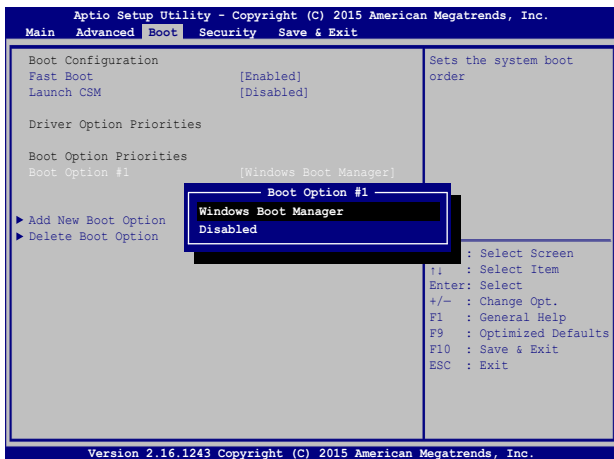 Aptio Setup Utility - Copyright (C) 2015 American Megatrends, Inc.
Main Advanced Boot Security Save & Exit
Boot Configuration
Fast Boot [Enabled]
Launch CSM [Disabled]
Driver Option Priorities
Boot Option Priorities
Boot Option #1 [Windows Boot Manager]
▶ Add New Boot Option
▶ Delete Boot Option
Boot Option #1
Windows Boot Manager
Disabled
Sets the system boot
order
: Select Screen
↑↓ : Select Item
Enter: Select
+/— : Change Opt.
F1 : General Help
F9 : Optimized Defaults
F10 : Save & Exit
ESC : Exit
Version 2.16.1243 Copyright (C) 2015 American Megatrends, Inc.